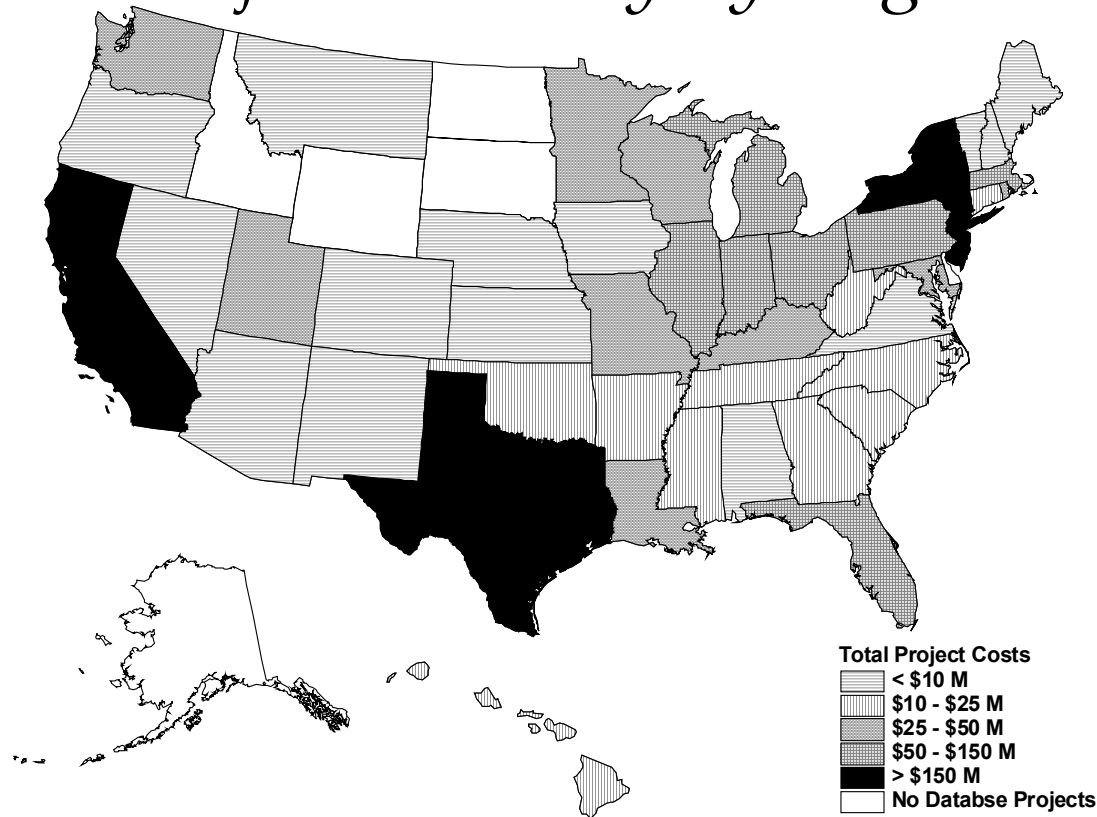 Total Project Costs
< $10 M
$10 - $25 M
$25 - $50 M
$50 - $150 M
> $150 M
No Databse Projects